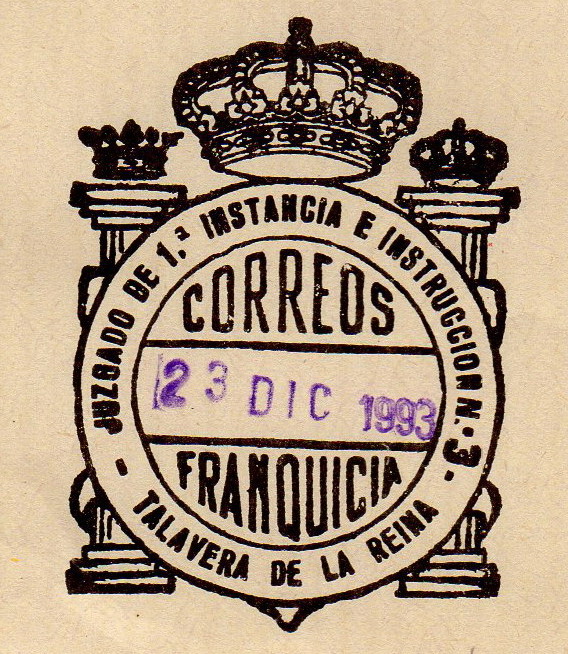 JUZGADO DE 1.ª INSTANCIA E INSTRUCCION N.º 3
CORREOS
23 DIC 1993
FRANQUICIA
- TALAVERA DE LA REINA -